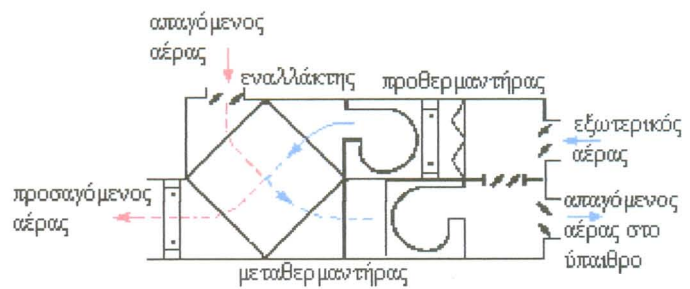 απαγόμενος
αέρας
εναλλάκτης
προθερμαντήρας
εξωτερικός
αέρας
προσαγόμενος
αέρας
απαγόμενος
αέρας στο
ύπαιθρο
μεταθερμαντήρας